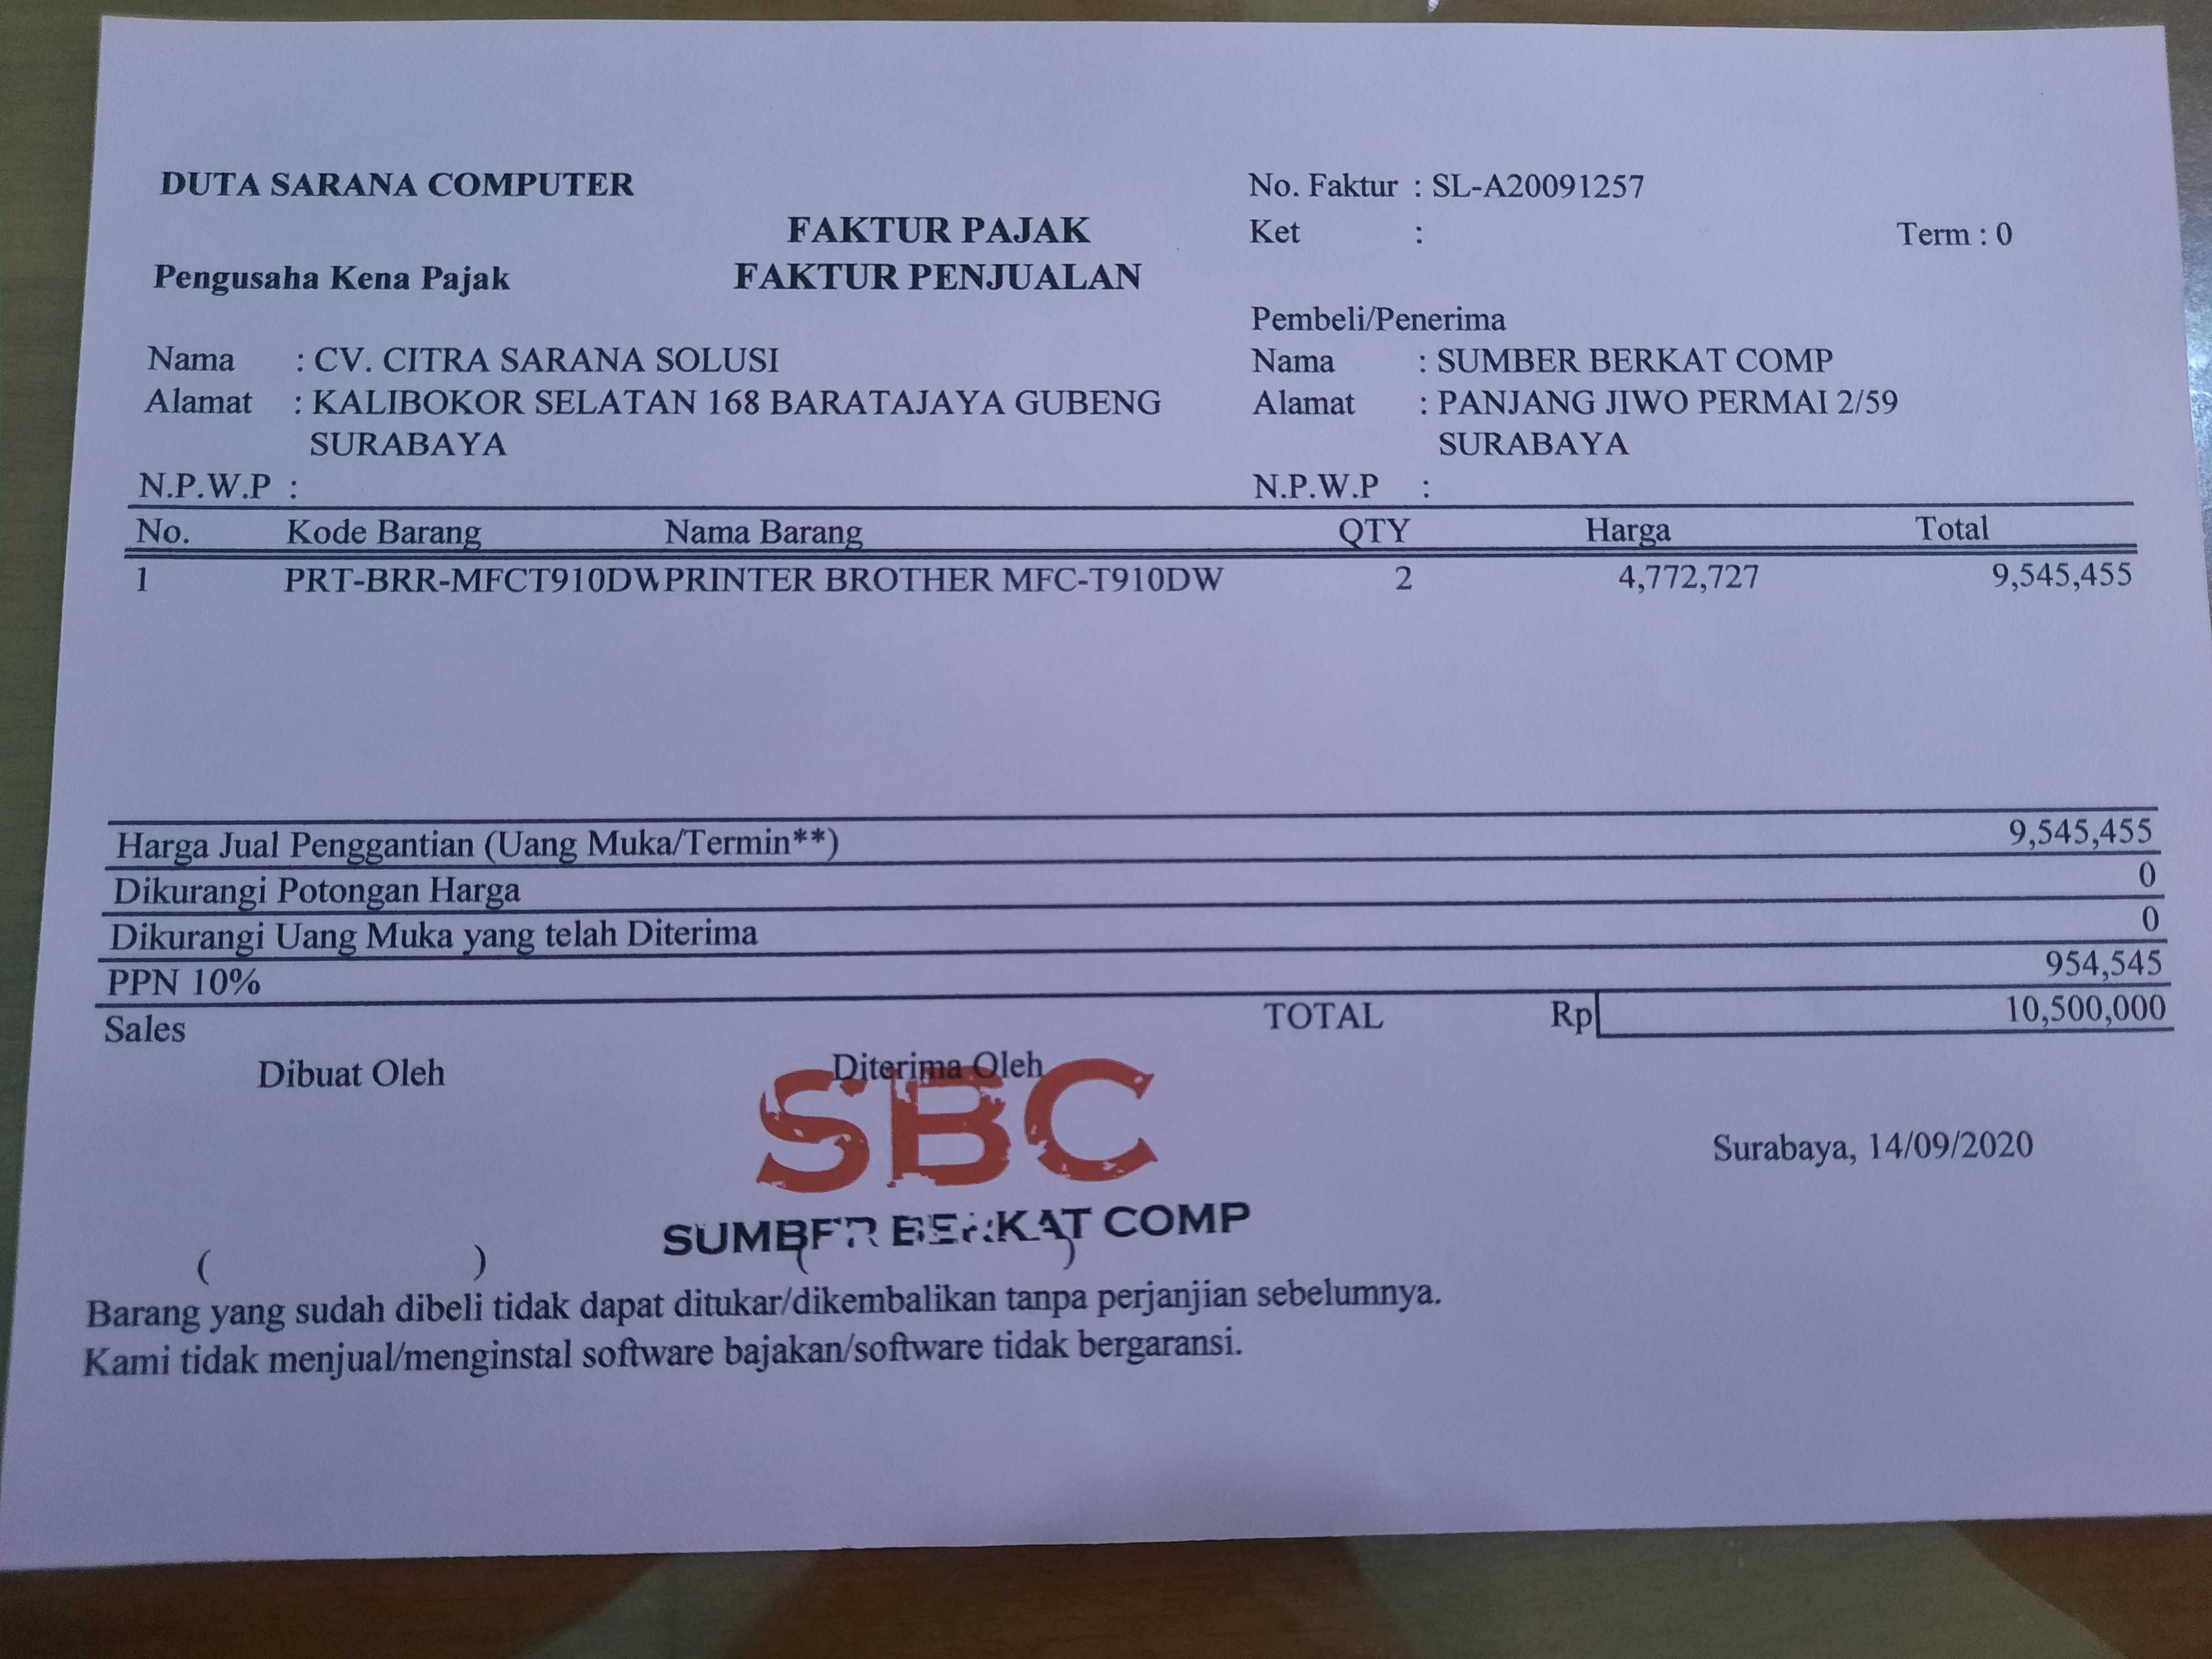 DUTA SARANA COMPUTER
No. Faktur : SL-A20091257
FAKTUR PAJAK
Ket : Term : 0
Pengusaha Kena Pajak
FAKTUR PENJUALAN
Pembeli/Penerima
Nama : CV. CITRA SARANA SOLUSI
Nama : SUMBER BERKAT COMP
Alamat : KALIBOKOR SELATAN 168 BARATAJAYA GUBENG
Alamat : PANJANG JIWO PERMAI 2/59
SURABAYA
SURABAYA
N.P.W.P :
N.P.W.P :
No. Kode Barang Nama Barang QTY Harga Total
1 PRT-BRR-MFCT910DW PRINTER BROTHER MFC-T910DW 2 4,772,727 9,545,455
Harga Jual Penggantian (Uang Muka/Termin**) 9,545,455
Dikurangi Potongan Harga 0
Dikurangi Uang Muka yang telah Diterima 0
PPN 10% 954,545
Sales TOTAL Rp 10,500,000
Dibuat Oleh Diterima Oleh
SBC
Surabaya, 14/09/2020
SUMBER BERKAT COMP
( ) ( )
Barang yang sudah dibeli tidak dapat ditukar/dikembalikan tanpa perjanjian sebelumnya.
Kami tidak menjual/menginstal software bajakan/software tidak bergaransi.